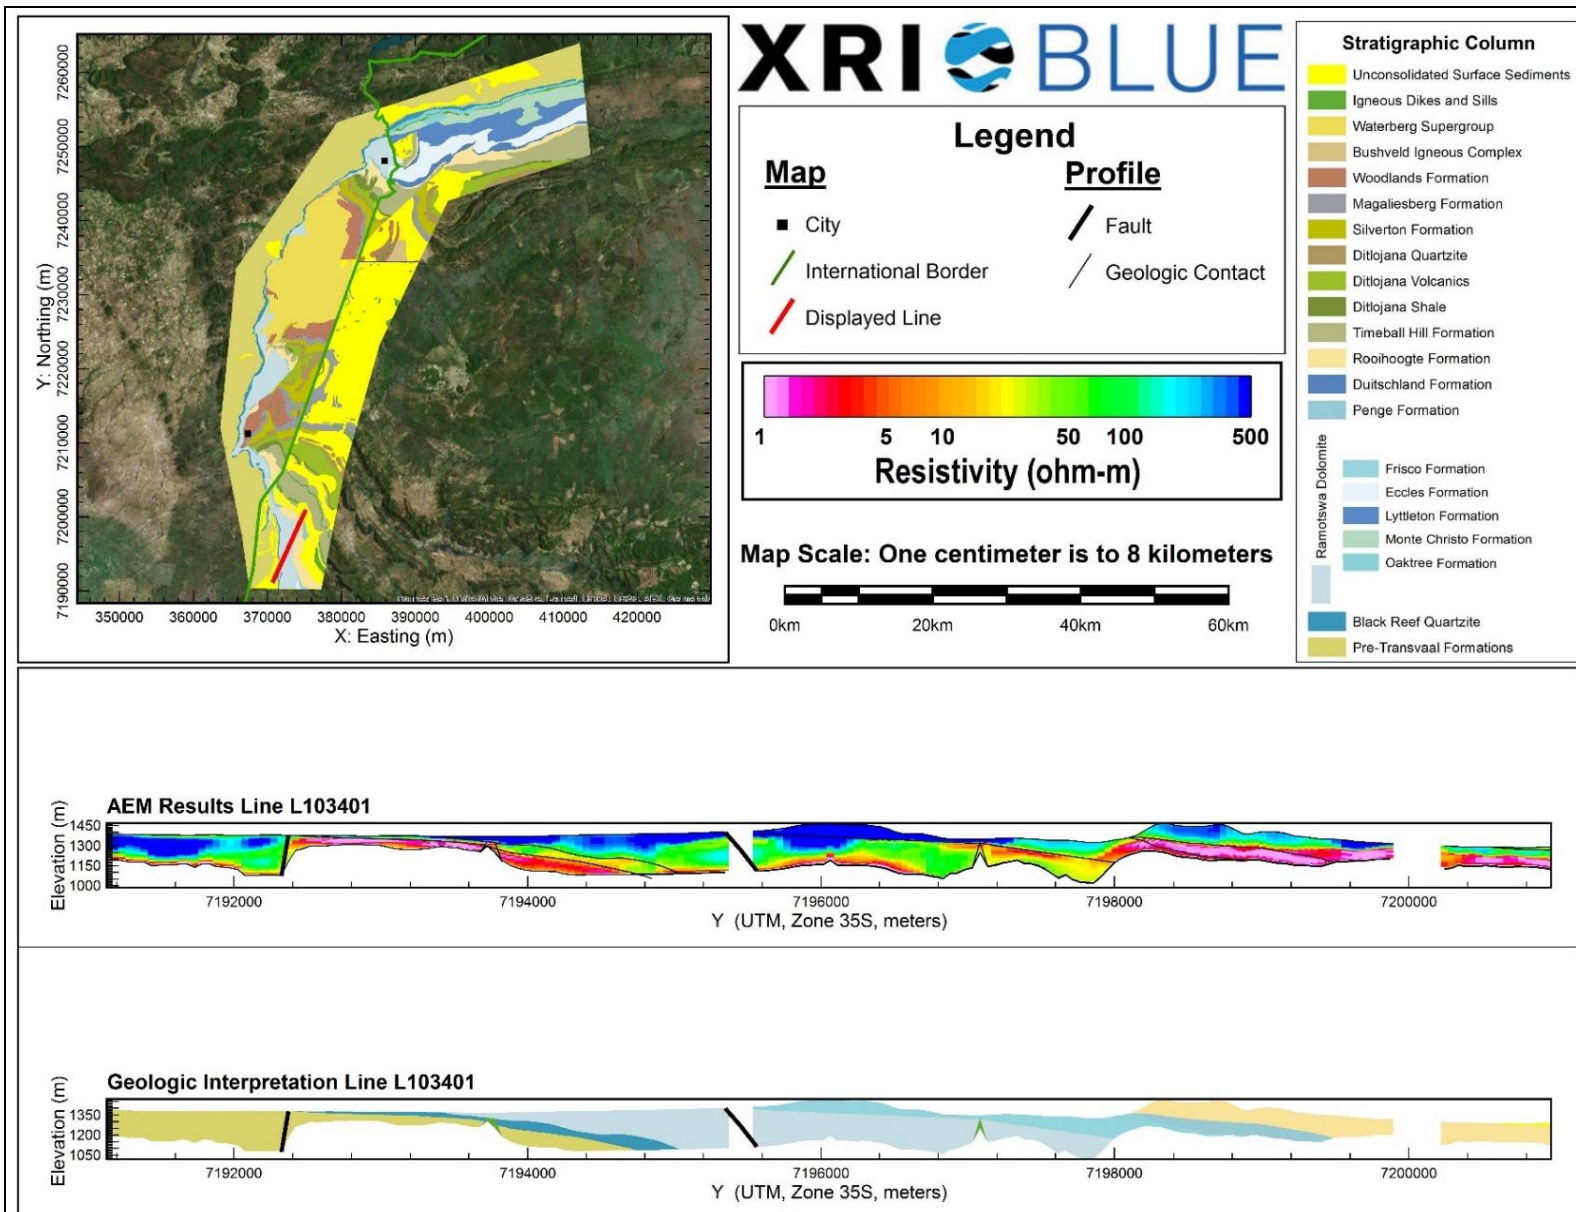 7260000
7250000
7240000
7230000
7220000
7210000
7200000
7190000
Y: Northing (m)
350000 360000 370000 380000 390000 400000 410000 420000
X: Easting (m)
XRI BLUE
Legend
Map
Profile
City
International Border
Displayed Line
Fault
Geologic Contact
1 5 10 50 100 500
Resistivity (ohm-m)
Map Scale: One centimeter is to 8 kilometers
0km 20km 40km 60km
Stratigraphic Column
Unconsolidated Surface Sediments
Igneous Dikes and Sills
Waterberg Supergroup
Bushveld Igneous Complex
Woodlands Formation
Magaliesberg Formation
Silverton Formation
Ditlojana Quartzite
Ditlojana Volcanics
Ditlojana Shale
Timeball Hill Formation
Rooihoogte Formation
Duitschland Formation
Penge Formation
Ramotswa Dolomite
Frisco Formation
Eccles Formation
Lyttleton Formation
Monte Christo Formation
Oaktree Formation
Black Reef Quartzite
Pre-Transvaal Formations
AEM Results Line L103401
Elevation (m)
1450
1300
1150
1000
7192000 7194000 7196000 7198000 7200000
Y (UTM, Zone 35S, meters)
Geologic Interpretation Line L103401
Elevation (m)
1350
1200
1050
7192000 7194000 7196000 7198000 7200000
Y (UTM, Zone 35S, meters)